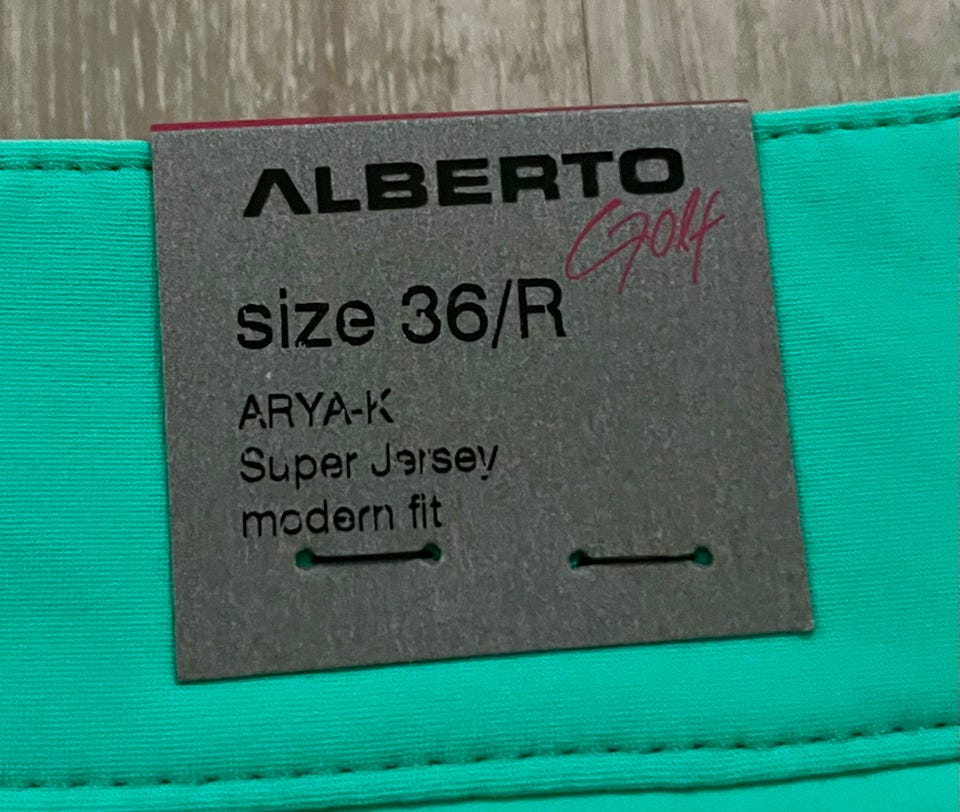 ALBERTO
Golf
size 36/R
ARYA-K
Super Jersey
modern fit